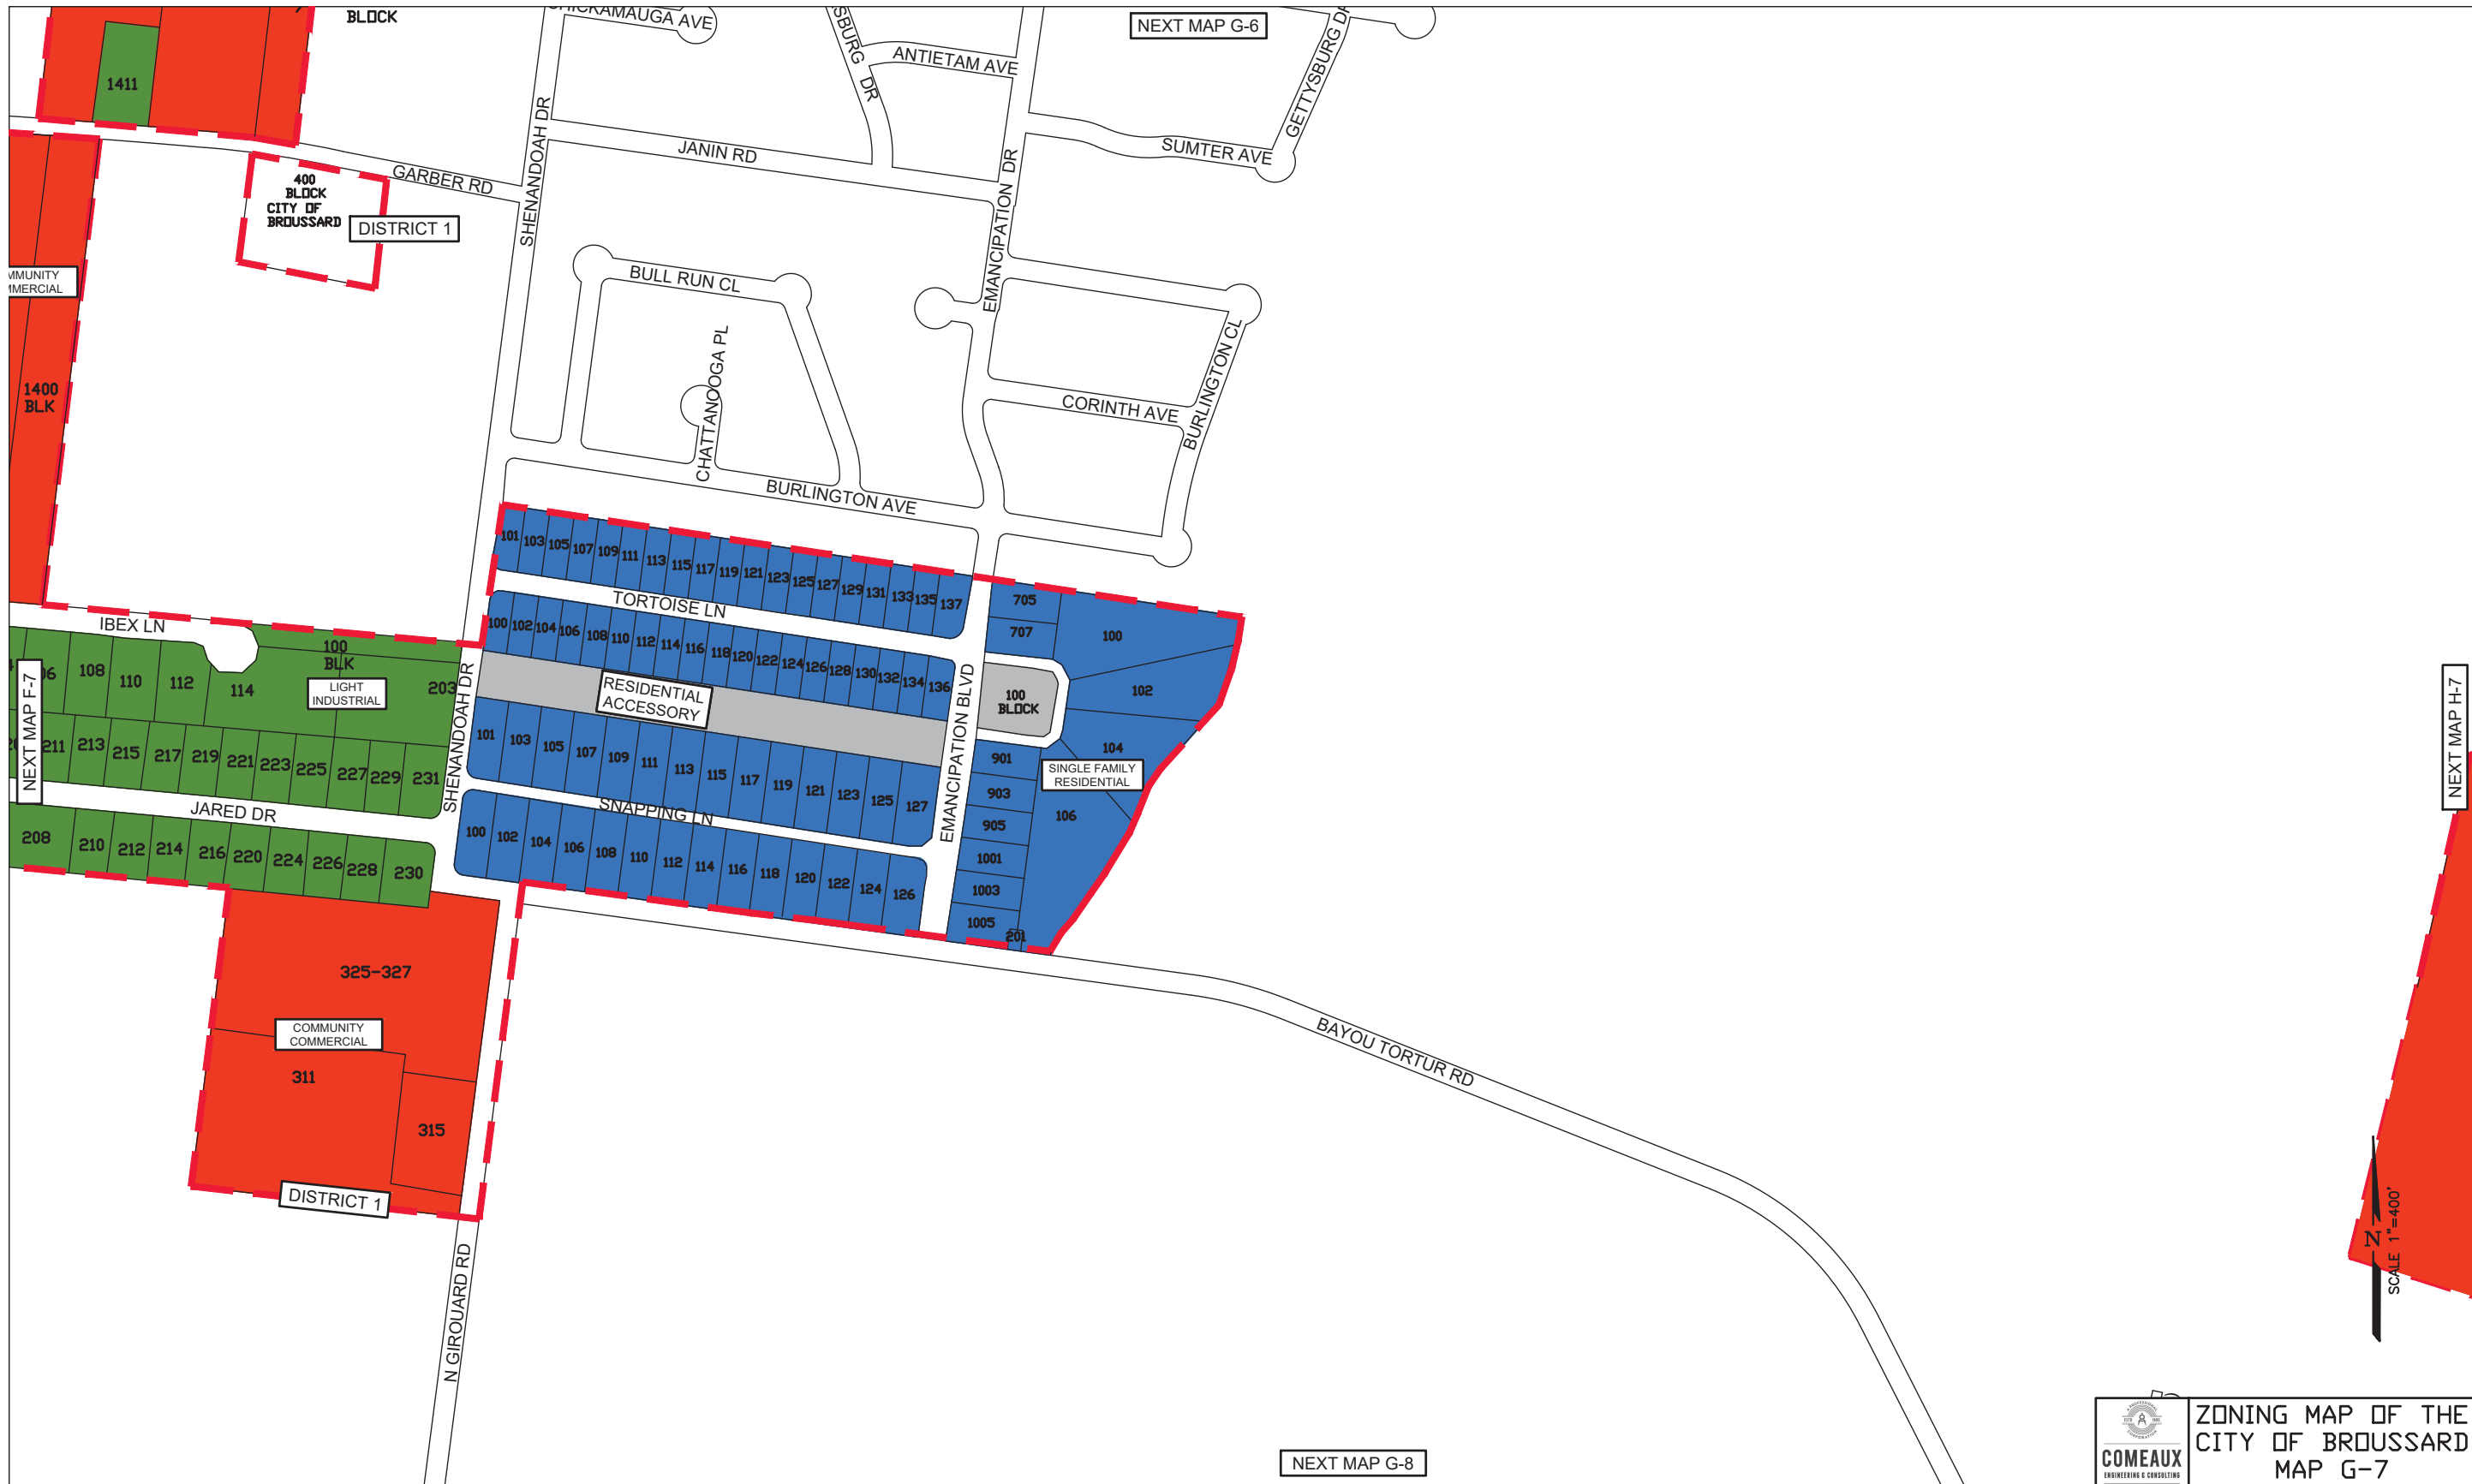 BLOCK
CHICKAMAUGA AVE
NEXT MAP G-6
1411
ANTIETAM AVE
GETTYSBURG DR
SHENANDOAH DR
JANIN RD
SUMTER AVE
GARBER RD
EMANCIPATION DR
400
BLOCK
CITY OF
BROUSSARD
DISTRICT 1
BULL RUN CL
CHATTANOOGA PL
1400
BLK
CORINTH AVE
BURLINGTON CL
BURLINGTON AVE
101 103 105 107 109 111 113 115 117 119 121 123 125 127 129 131 133 135 137
TORTOISE LN
100 102 104 106 108 110 112 114 116 118 120 122 124 126 128 130 132 134 136
705
707
100
102
104
106
IBEX LN
100
BLK
108 110 112 114
203
LIGHT
INDUSTRIAL
NEXT MAP F-7
RESIDENTIAL
ACCESSORY
100
BLOCK
SHENANDOAH DR
EMANCIPATION BLVD
NEXT MAP H-7
211 213 215 217 219 221 223 225 227 229 231
101 103 105 107 109 111 113 115 117 119 121 123 125 127
SINGLE FAMILY
RESIDENTIAL
901
903
905
1001
1003
1005
201
JARED DR
SNAPPING LN
208 210 212 214 216 220 224 226 228 230
100 102 104 106 108 110 112 114 116 118 120 122 124 126
325-327
COMMUNITY
COMMERCIAL
311
315
DISTRICT 1
BAYOU TORTUR RD
N GIROUARD RD
N
SCALE 1"=400'
NEXT MAP G-8
COMEAUX
ENGINEERING & CONSULTING
ZONING MAP OF THE
CITY OF BROUSSARD
MAP G-7